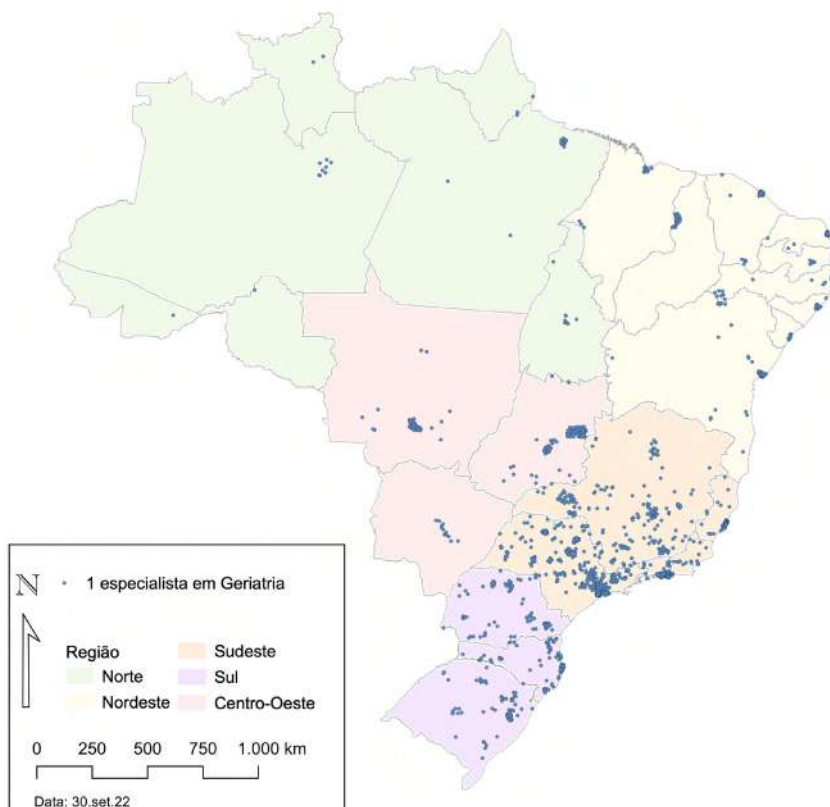 N
1 especialista em Geriatria
Região
Norte
Nordeste
Sudeste
Sul
Centro-Oeste
0 250 500 750 1.000 km
Data: 30.set.22